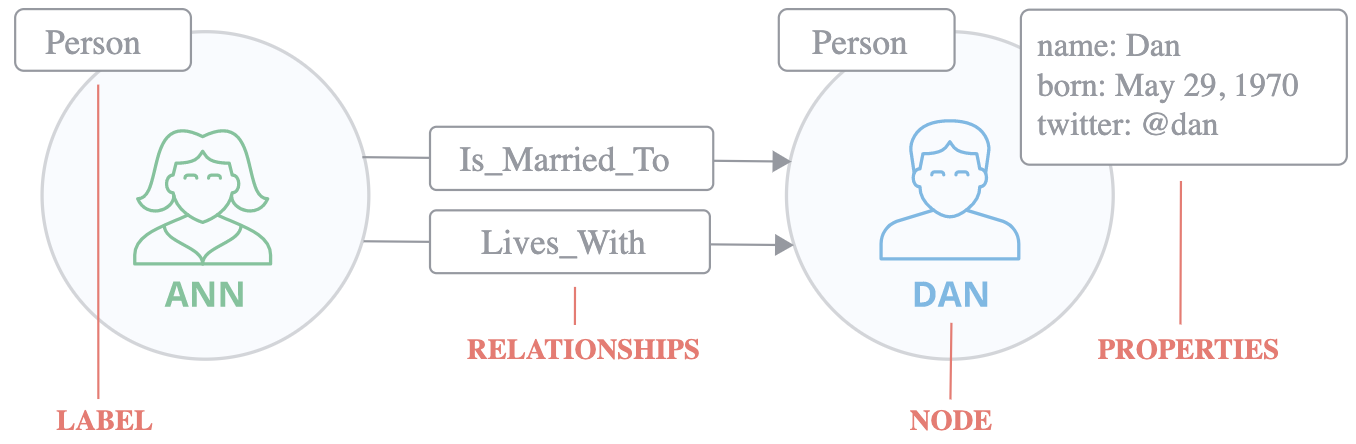 Person
Person
name: Dan
born: May 29, 1970
twitter: @dan
Is_Married_To
Lives_With
ANN
DAN
RELATIONSHIPS
PROPERTIES
LABEL
NODE